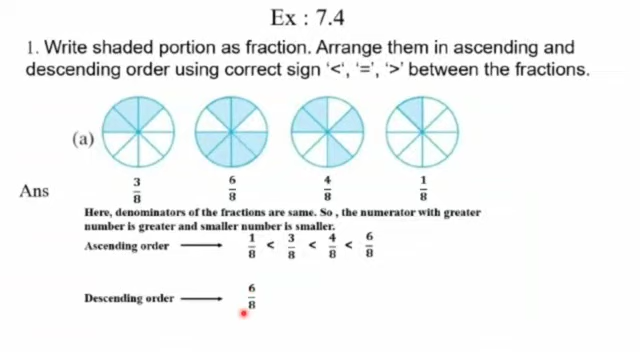 Ex : 7.4
1. Write shaded portion as fraction. Arrange them in ascending and
descending order using correct sign ‘<‘, ‘=’, ‘>’ between the fractions.
(a)
Ans 3/8 6/8 4/8 1/8
Here, denominators of the fractions are same. So , the numerator with greater
number is greater and smaller number is smaller.
Ascending order ⟶ 1/8 < 3/8 < 4/8 < 6/8
Descending order ⟶ 6/8